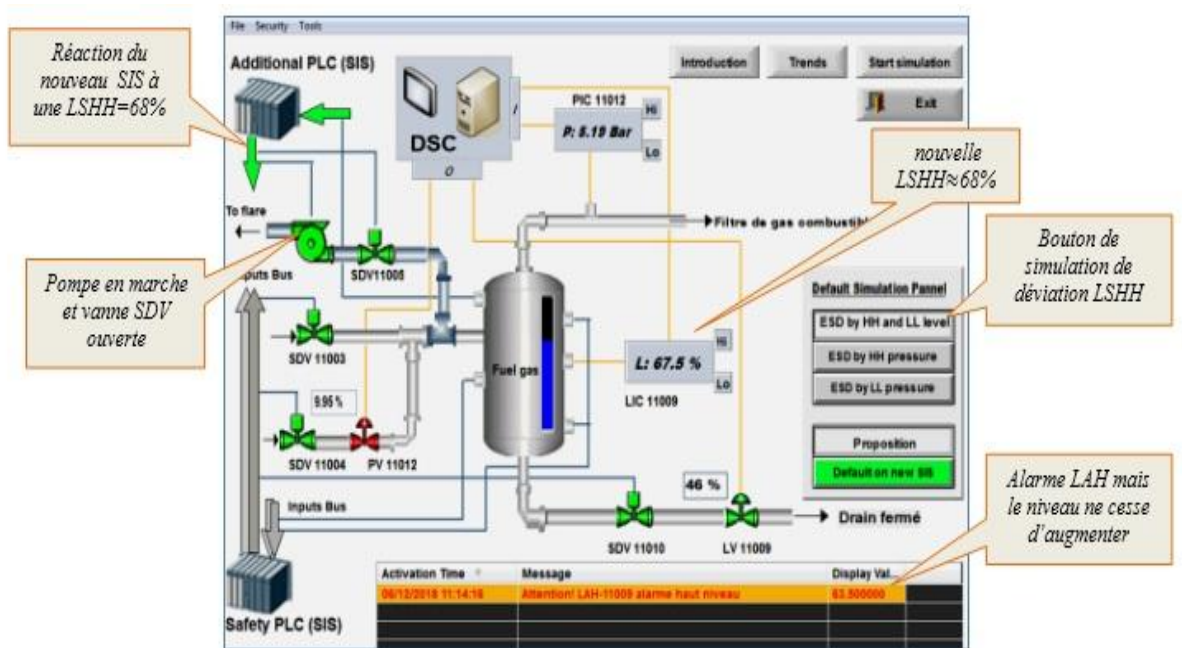 Réaction du
nouveau SIS à
une LSHH=68%
File Security Tools
Additional PLC (SIS)
Introduction
Trends
Start simulation
Exit
DSC
I
O
PIC 11012
P: 5.19 Bar
Hi
Lo
nouvelle
LSHH≈68%
To flare
Filtre de gas combustibl
SDV11005
Inputs Bus
Pompe en marche
et vanne SDV
ouverte
Bouton de
simulation de
déviation LSHH
Default Simulation Pannel
ESD by HH and LL level
ESD by HH pressure
ESD by LL pressure
Proposition
Default on new SIS
SDV 11003
Fuel gas
L: 67.5 %
Hi
Lo
LIC 11009
9.95 %
SDV 11004
PV 11012
46 %
Inputs Bus
Drain fermé
SDV 11010
LV 11009
Alarme LAH mais
le niveau ne cesse
d'augmenter
Activation Time
Message
Display Val...
06/12/2018 11:14:16
Attention! LAH-11009 alarme haut niveau
63.500000
Safety PLC (SIS)